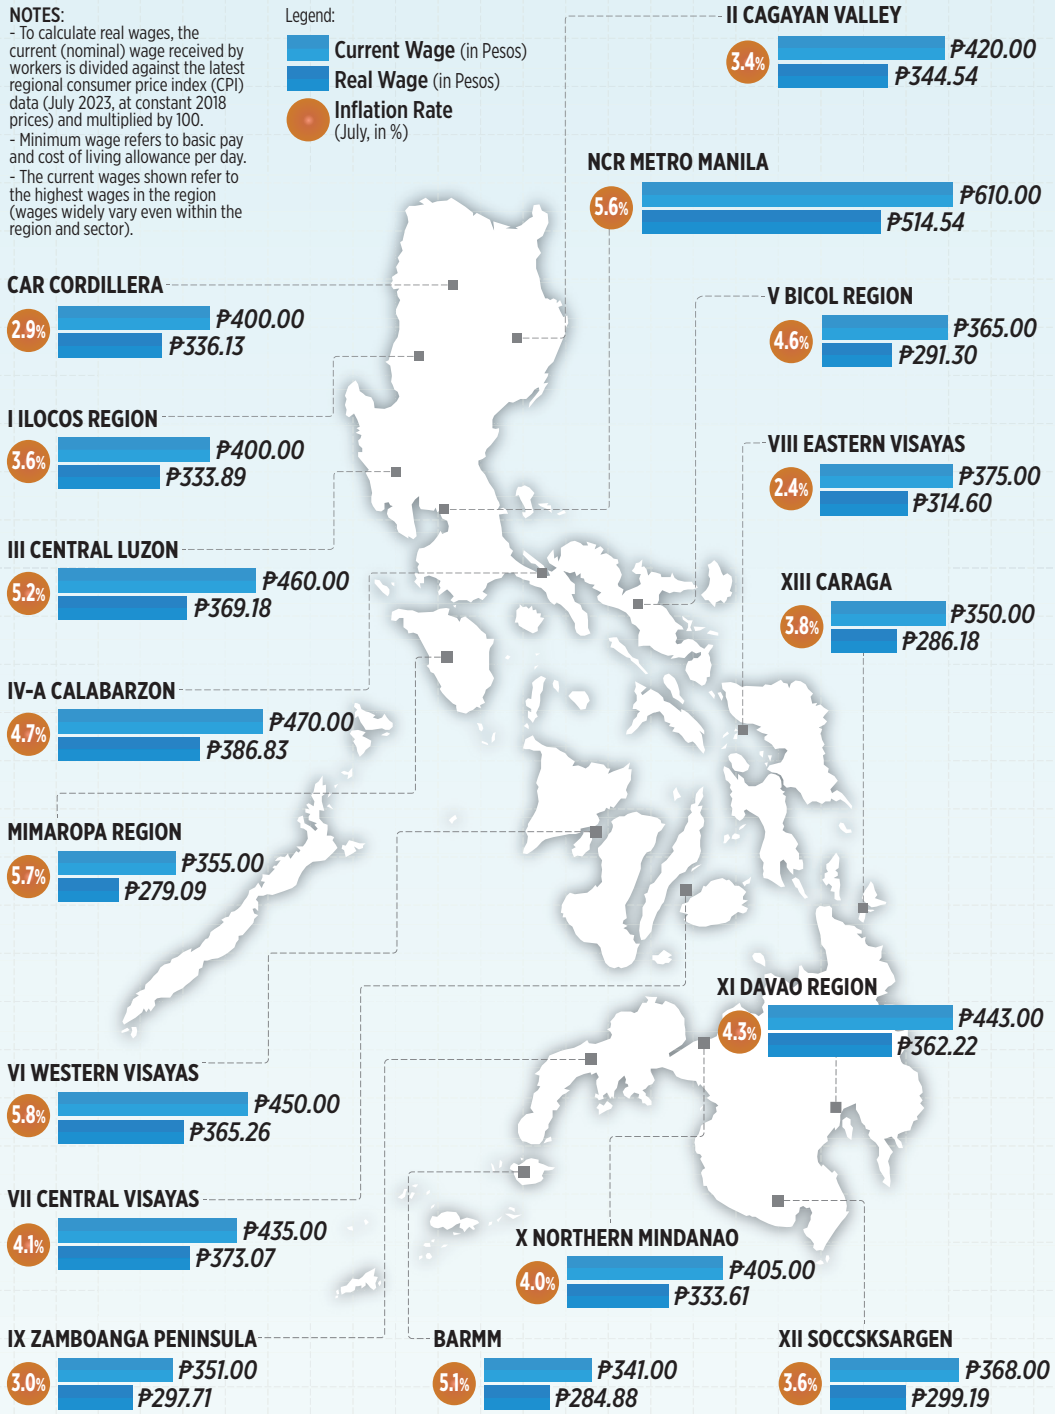 NOTES:
- To calculate real wages, the
current (nominal) wage received by
workers is divided against the latest
regional consumer price index (CPI)
data (July 2023, at constant 2018
prices) and multiplied by 100.
- Minimum wage refers to basic pay
and cost of living allowance per day.
- The current wages shown refer to
the highest wages in the region
(wages widely vary even within the
region and sector).
Legend:
Current Wage (in Pesos)
Real Wage (in Pesos)
Inflation Rate
(July, in %)
II CAGAYAN VALLEY
3.4%
₱420.00
₱344.54
NCR METRO MANILA
5.6%
₱610.00
₱514.54
CAR CORDILLERA
2.9%
₱400.00
₱336.13
V BICOL REGION
4.6%
₱365.00
₱291.30
I ILOCOS REGION
3.6%
₱400.00
₱333.89
VIII EASTERN VISAYAS
2.4%
₱375.00
₱314.60
III CENTRAL LUZON
5.2%
₱460.00
₱369.18
XIII CARAGA
3.8%
₱350.00
₱286.18
IV-A CALABARZON
4.7%
₱470.00
₱386.83
MIMAROPA REGION
5.7%
₱355.00
₱279.09
XI DAVAO REGION
4.3%
₱443.00
₱362.22
VI WESTERN VISAYAS
5.8%
₱450.00
₱365.26
VII CENTRAL VISAYAS
4.1%
₱435.00
₱373.07
X NORTHERN MINDANAO
4.0%
₱405.00
₱333.61
IX ZAMBOANGA PENINSULA
3.0%
₱351.00
₱297.71
BARMM
5.1%
₱341.00
₱284.88
XII SOCCSKSARGEN
3.6%
₱368.00
₱299.19